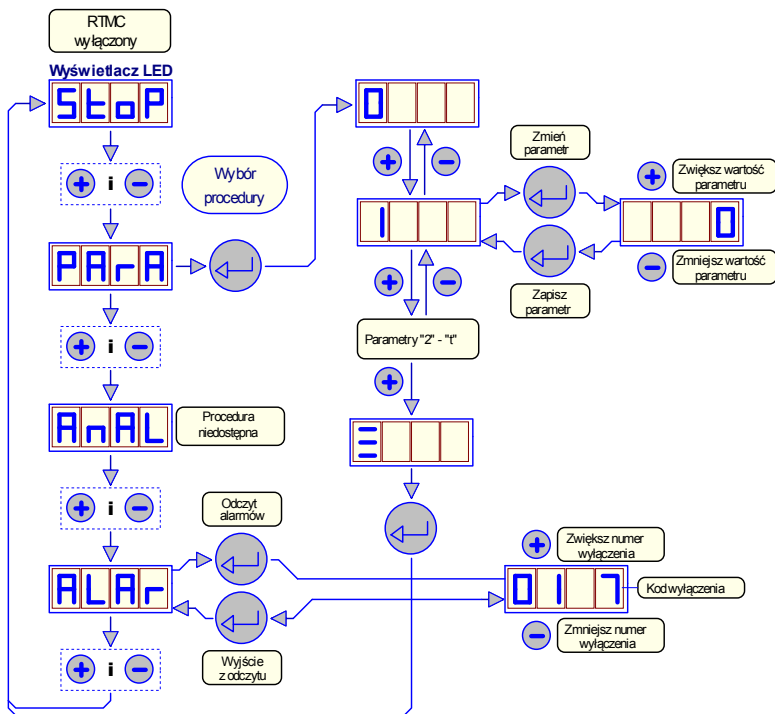 RTMC
wyłączony
Wyświetlacz LED
StoP
+ i −
Wybór
procedury
PArA
+ i −
AnAL
Procedura
niedostępna
+ i −
ALAr
Odczyt
alarmów
Wyjście
z odczytu
+ i −
0
+ −
1
Zmień
parametr
Zapisz
parametr
+
Zwiększ wartość
parametru
0
−
Zmniejsz wartość
parametru
+ −
Parametry "2" - "t"
+
+
Zwiększ numer
wyłączenia
01 7
Kod wyłączenia
−
Zmniejsz numer
wyłączenia